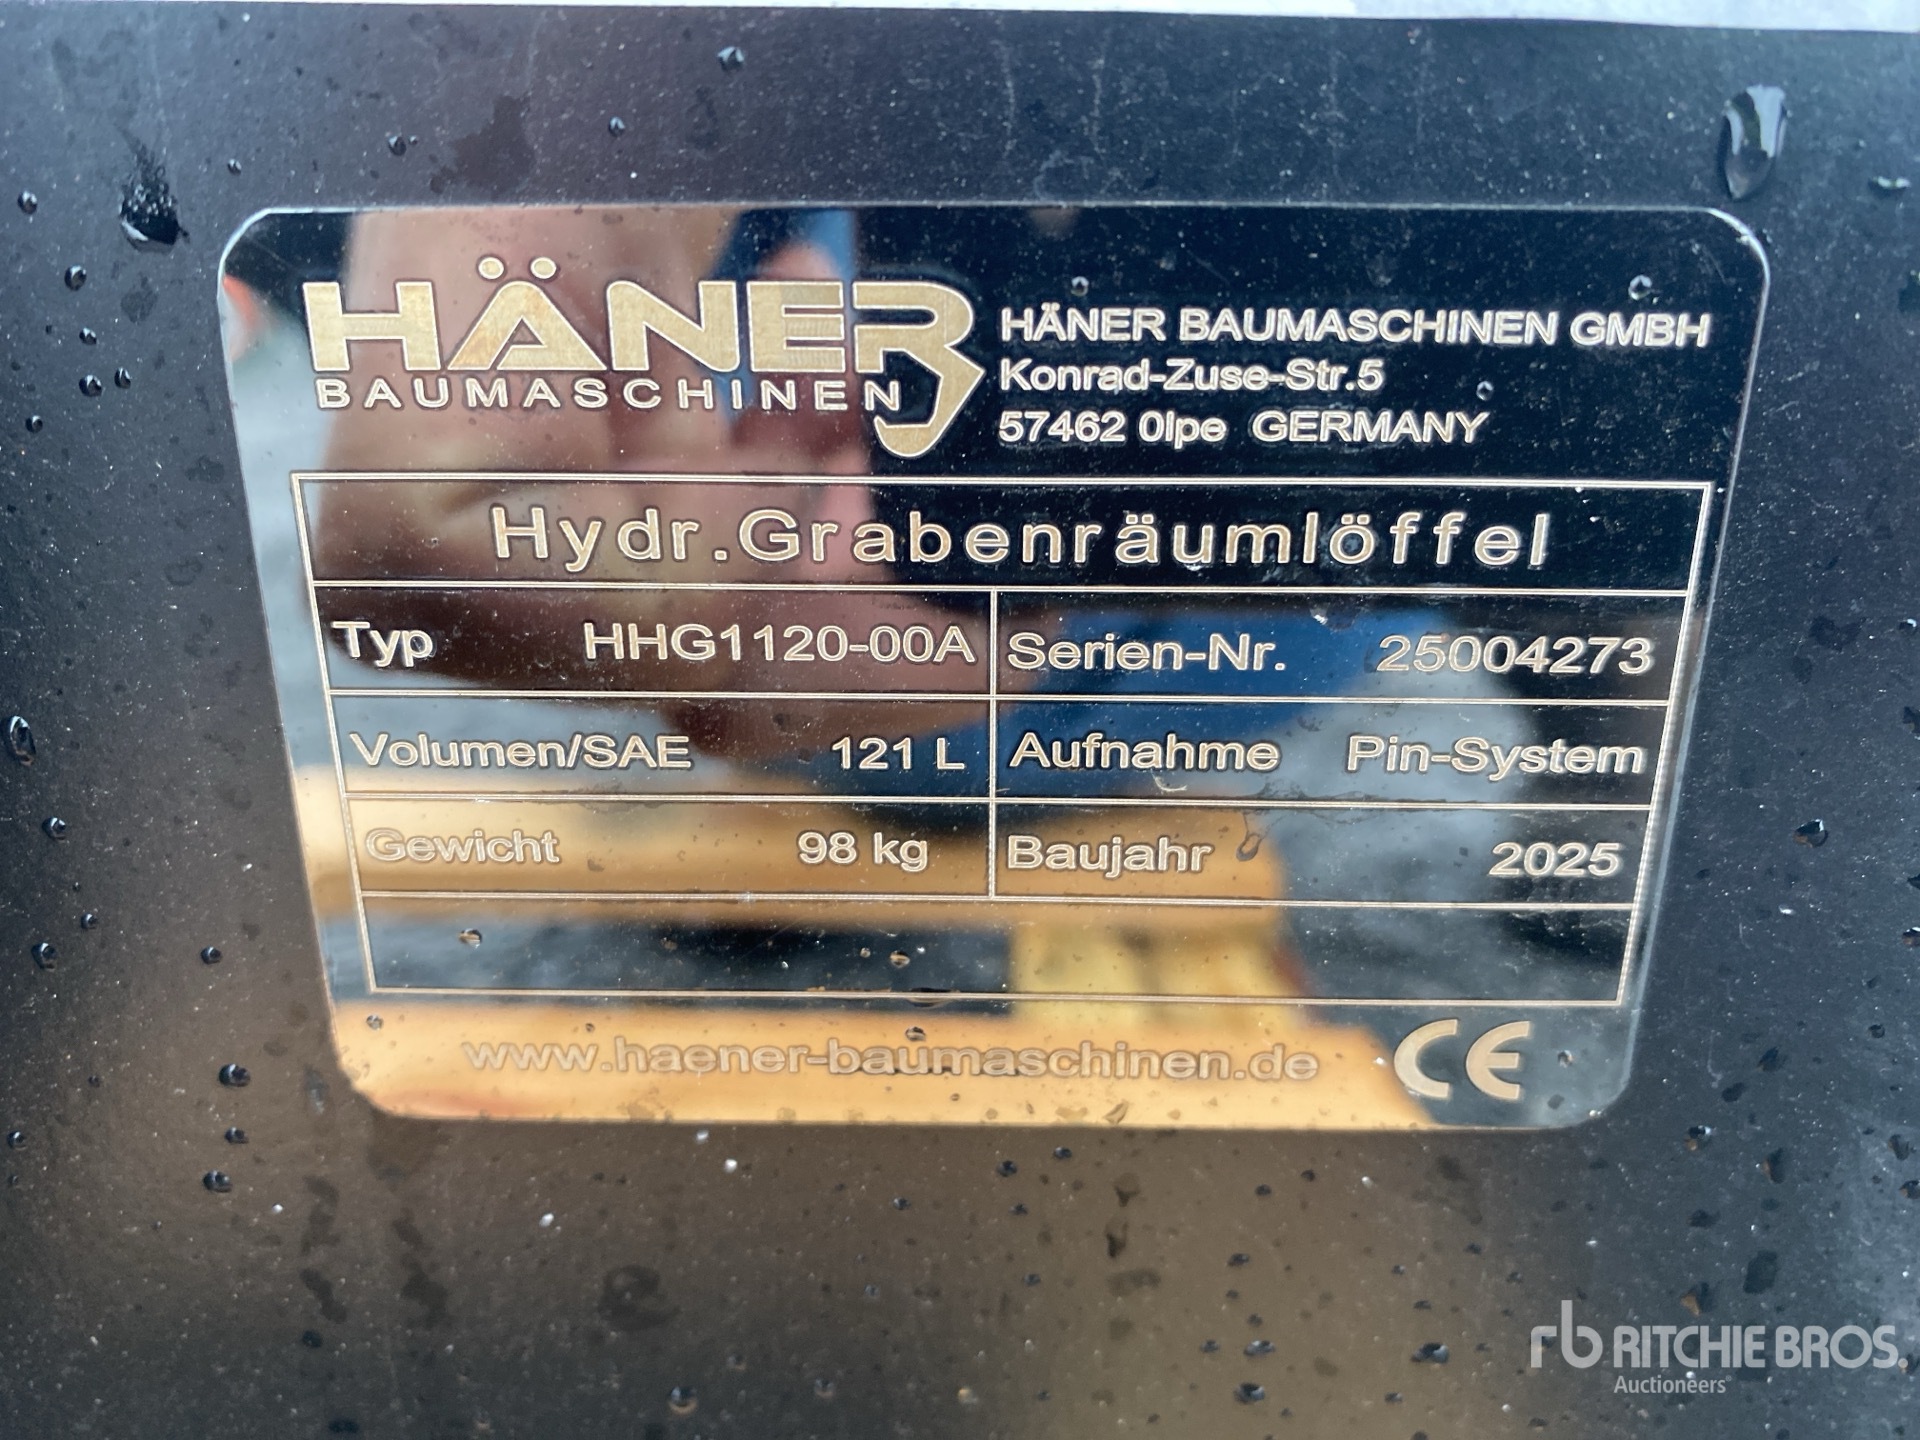 HÄNER
BAUMASCHINEN
HÄNER BAUMASCHINEN GMBH
Konrad-Zuse-Str.5
57462 Olpe GERMANY
Hydr.Grabenräumlöffel
Typ HHG1120-00A Serien-Nr. 25004273
Volumen/SAE 121 L Aufnahme Pin-System
Gewicht 98 kg Baujahr 2025
www.haener-baumaschinen.de CE
rb RITCHIE BROS.
Auctioneers